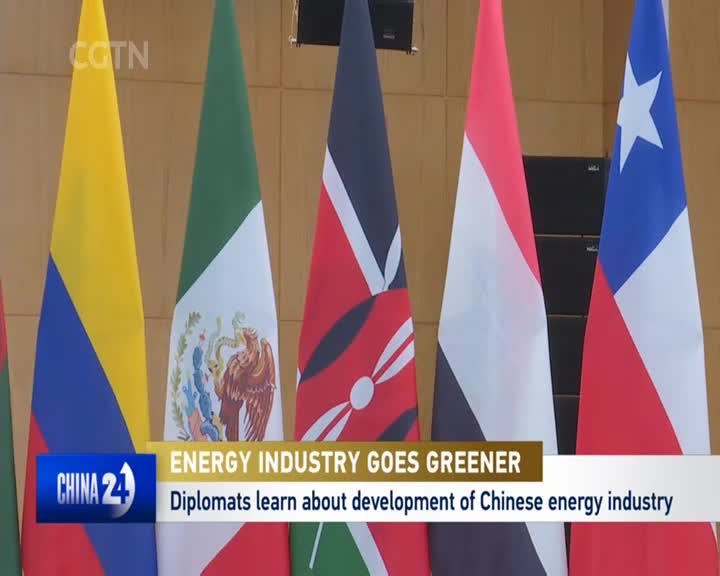 CGTN
ENERGY INDUSTRY GOES GREENER
CHINA 24
Diplomats learn about development of Chinese energy industry